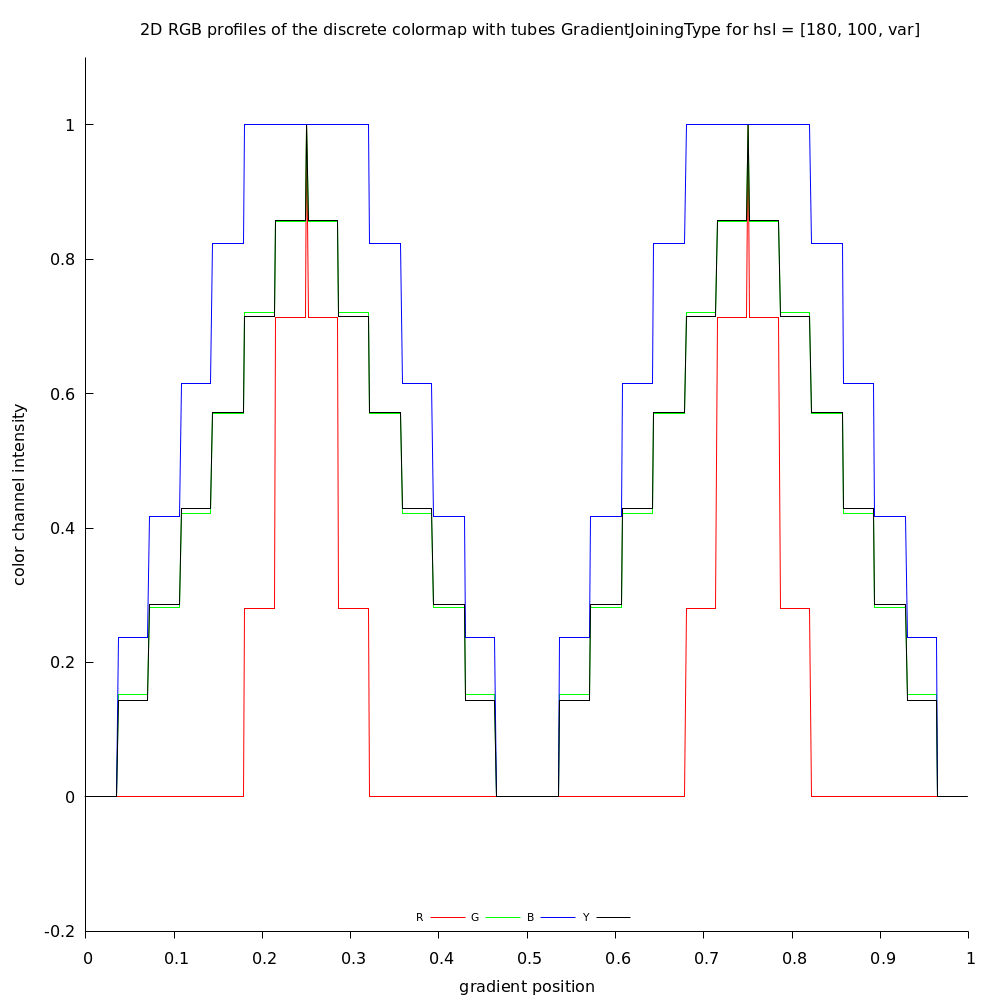 2D RGB profiles of the discrete colormap with tubes GradientJoiningType for hsl = [180, 100, var]
1
0.8
0.6
0.4
0.2
0
-0.2
color channel intensity
R G B Y
0 0.1 0.2 0.3 0.4 0.5 0.6 0.7 0.8 0.9 1
gradient position